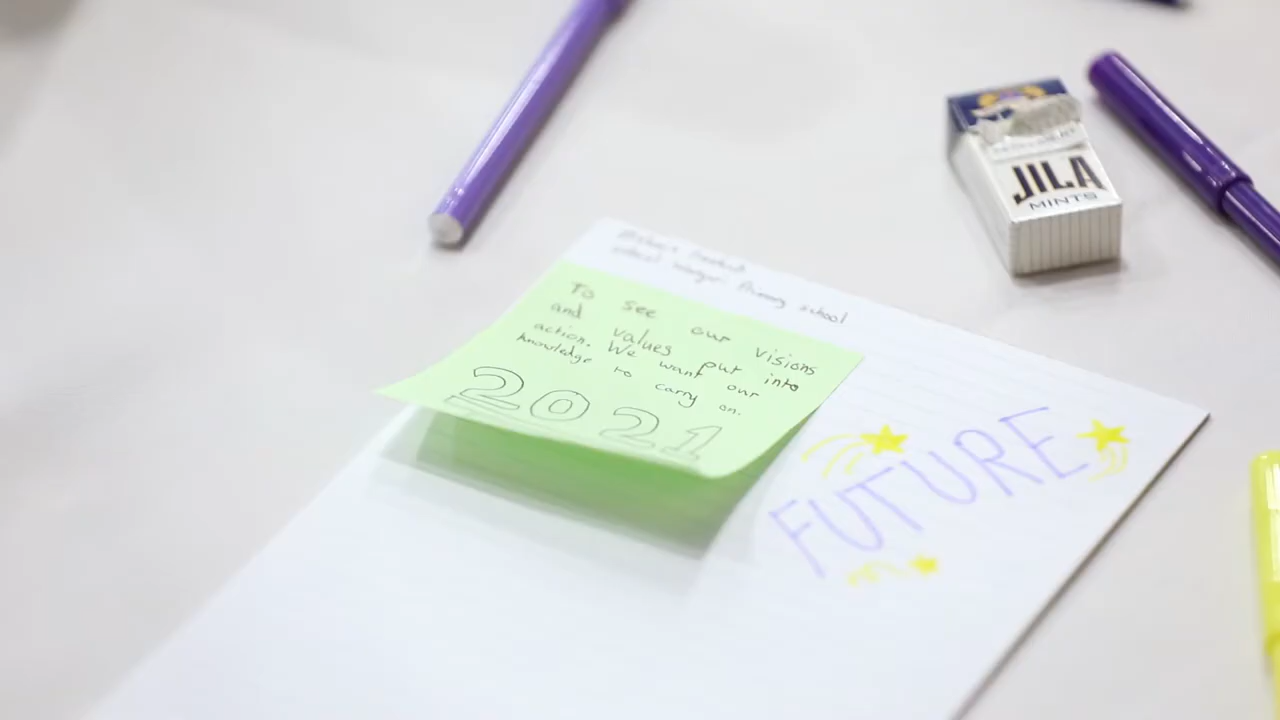 JILA
MINTS
Primary school
To see our visions
and values put into
action. We want our
knowledge to carry on.
2021
FUTURE